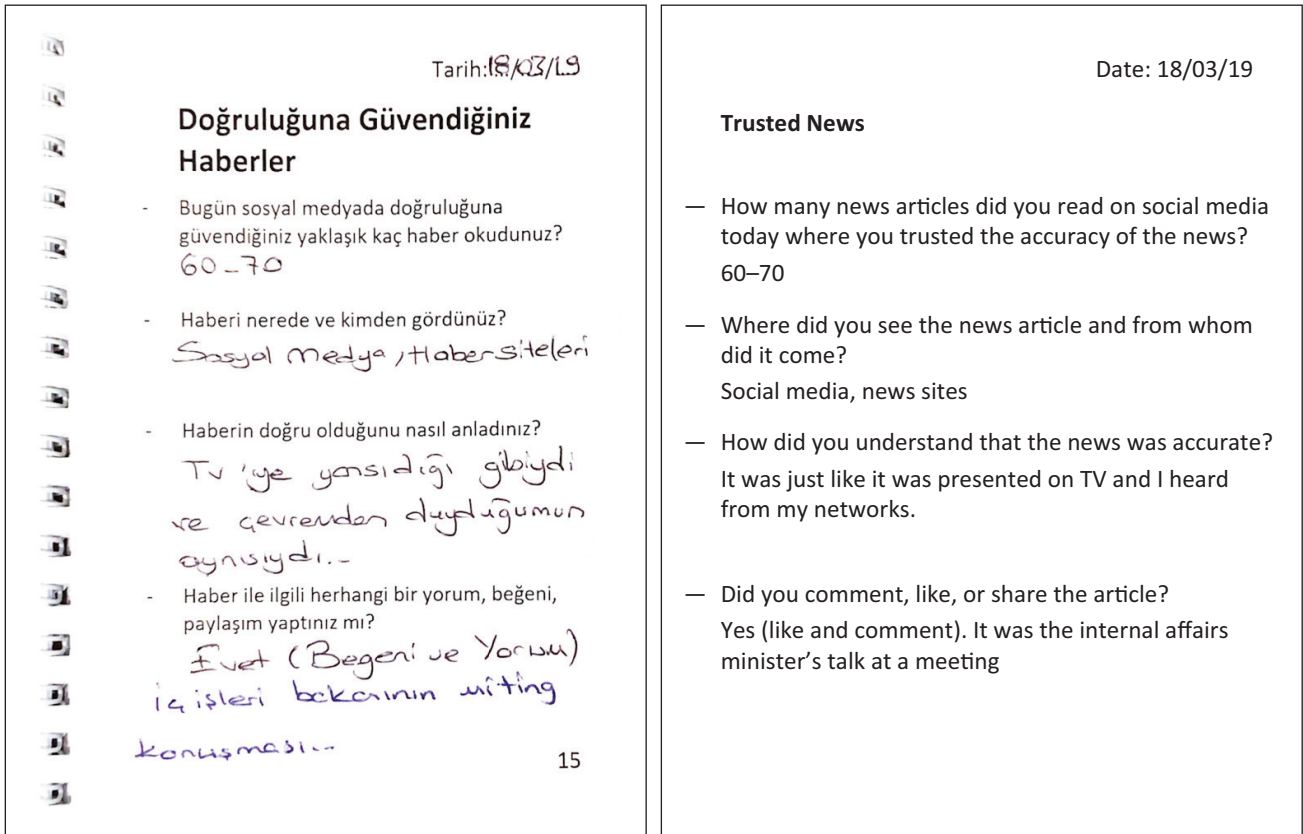 Tarih:18/03/19
Doğruluğuna Güvendiğiniz
Haberler
- Bugün sosyal medyada doğruluğuna
güvendiğiniz yaklaşık kaç haber okudunuz?
60-70
- Haberi nerede ve kimden gördünüz?
Sosyal Medya, Haber Siteleri
- Haberin doğru olduğunu nasıl anladınız?
Tv 'ye yansıdığı gibiydi
ve çevremden duyduğumun
aynısıydı..-
- Haber ile ilgili herhangi bir yorum, beğeni,
paylaşım yaptınız mı?
Evet (Begeni ve Yorum)
iç işleri bakanının miting
konuşması..-
15
Date: 18/03/19
Trusted News
— How many news articles did you read on social media
today where you trusted the accuracy of the news?
60–70
— Where did you see the news article and from whom
did it come?
Social media, news sites
— How did you understand that the news was accurate?
It was just like it was presented on TV and I heard
from my networks.
— Did you comment, like, or share the article?
Yes (like and comment). It was the internal affairs
minister's talk at a meeting